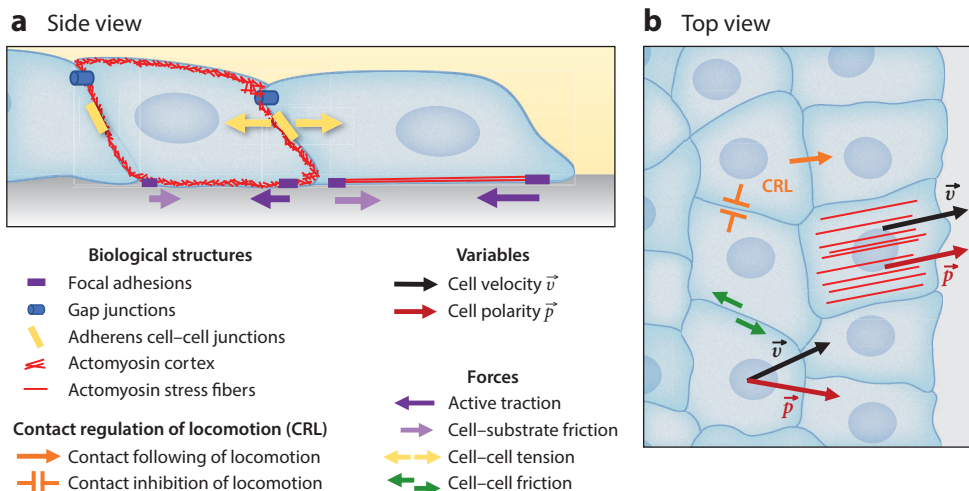 a Side view
Biological structures
Focal adhesions
Gap junctions
Adherens cell–cell junctions
Actomyosin cortex
Actomyosin stress fibers
Contact regulation of locomotion (CRL)
Contact following of locomotion
Contact inhibition of locomotion
Variables
Cell velocity v⃗
Cell polarity p⃗
Forces
Active traction
Cell–substrate friction
Cell–cell tension
Cell–cell friction
b Top view
CRL
v⃗
p⃗
v⃗
p⃗